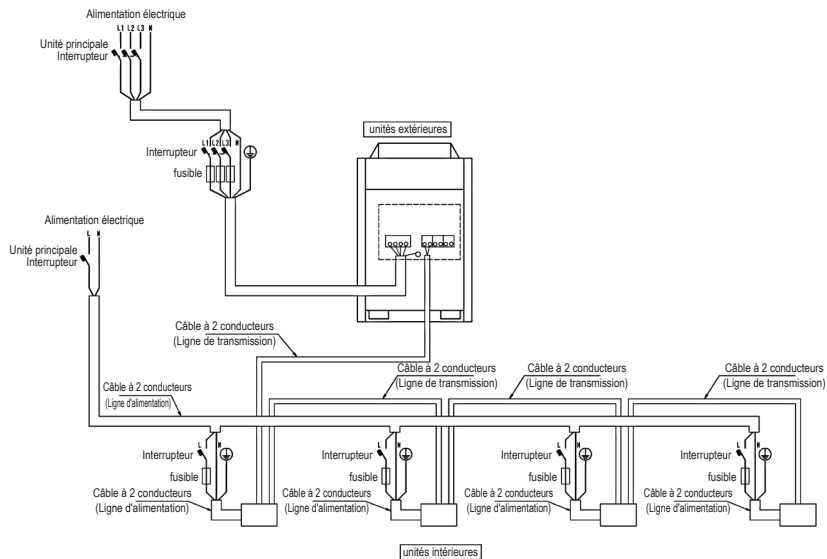 Alimentation électrique
L1 L2 L3 N
Unité principale
Interrupteur
unités extérieures
L1 L2 L3 N
Interrupteur
fusible
Alimentation électrique
L N
Unité principale
Interrupteur
Câble à 2 conducteurs
(Ligne de transmission)
Câble à 2 conducteurs
(Ligne de transmission)
Câble à 2 conducteurs
(Ligne de transmission)
Câble à 2 conducteurs
(Ligne de transmission)
Câble à 2 conducteurs
(Ligne d'alimentation)
L N
Interrupteur
fusible
Câble à 2 conducteurs
(Ligne d'alimentation)
L N
Interrupteur
fusible
Câble à 2 conducteurs
(Ligne d'alimentation)
L N
Interrupteur
fusible
Câble à 2 conducteurs
(Ligne d'alimentation)
L N
Interrupteur
fusible
Câble à 2 conducteurs
(Ligne d'alimentation)
unités intérieures